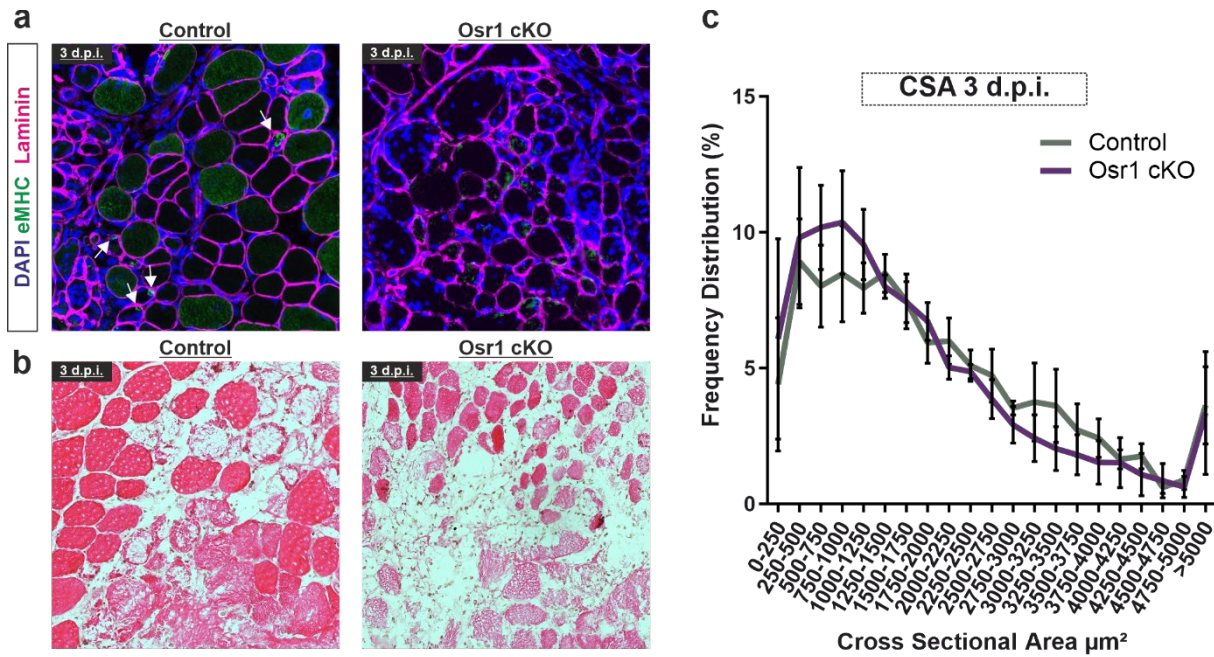 a
Control
Osr1 cKO
DAPI eMHC Laminin
3 d.p.i.
3 d.p.i.
b
Control
Osr1 cKO
3 d.p.i.
3 d.p.i.
c
CSA 3 d.p.i.
Control
Osr1 cKO
Frequency Distribution (%)
15
10
5
0
0-250
250-500
500-750
750-1000
1000-1250
1250-1500
1500-1750
1750-2000
2000-2250
2250-2500
2500-2750
2750-3000
3000-3250
3250-3500
3500-3750
3750-4000
4000-4250
4250-4500
4500-4750
4750-5000
>5000
Cross Sectional Area µm²